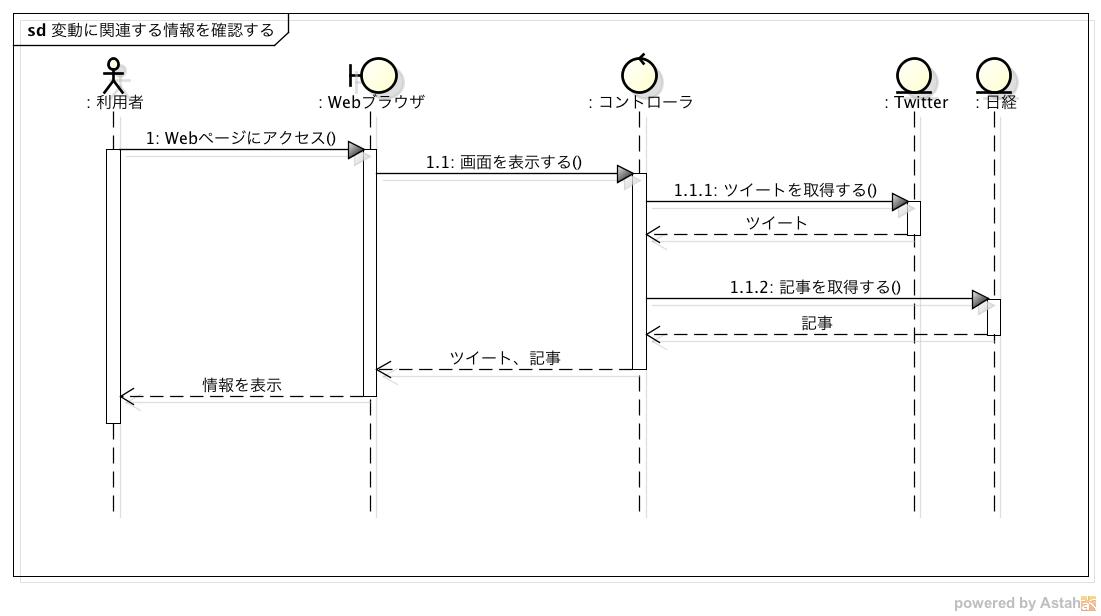 sd 変動に関連する情報を確認する
: 利用者
: Webブラウザ
: コントローラ
: Twitter
: 日経
1: Webページにアクセス()
1.1: 画面を表示する()
1.1.1: ツイートを取得する()
ツイート
1.1.2: 記事を取得する()
記事
ツイート、記事
情報を表示
powered by Astah